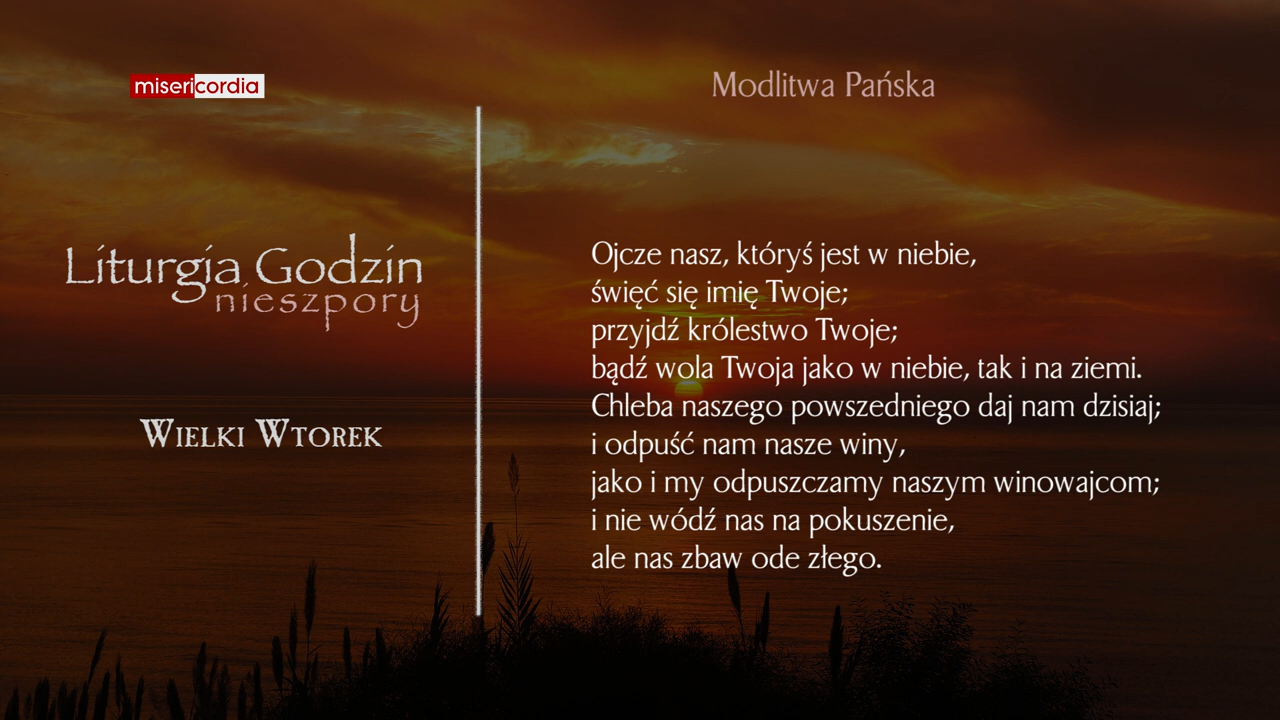 misericordia
Liturgia Godzin
nieszpory
Wielki Wtorek
Modlitwa Pańska
Ojcze nasz, któryś jest w niebie,
święć się imię Twoje;
przyjdź królestwo Twoje;
bądź wola Twoja jako w niebie, tak i na ziemi.
Chleba naszego powszedniego daj nam dzisiaj;
i odpuść nam nasze winy,
jako i my odpuszczamy naszym winowajcom;
i nie wódź nas na pokuszenie,
ale nas zbaw ode złego.